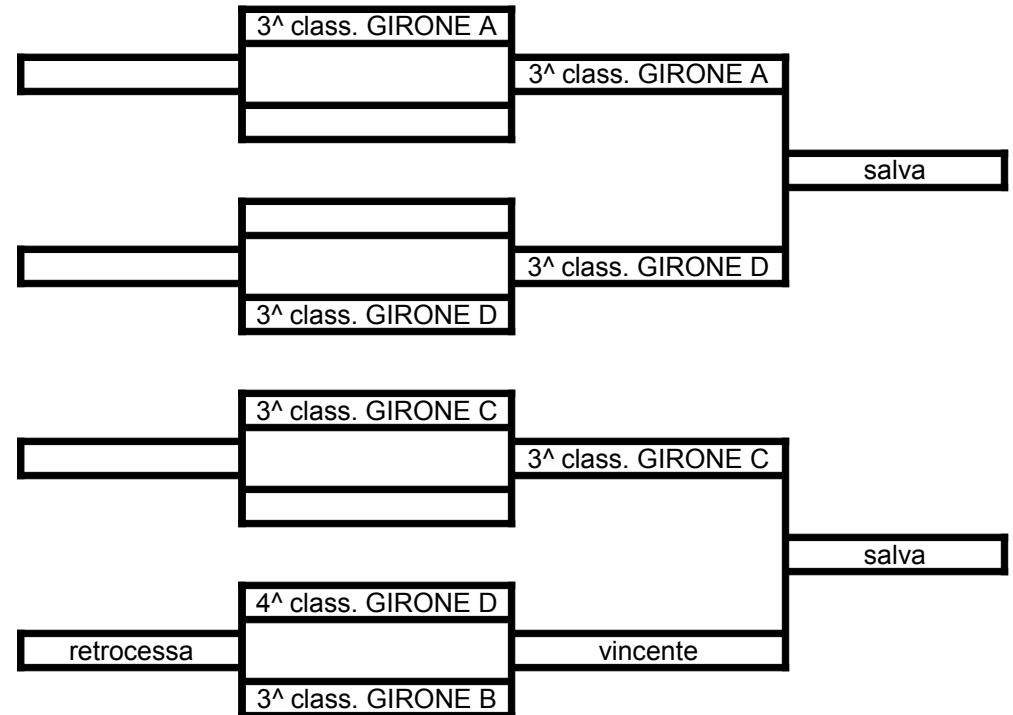 3^ class. GIRONE A
3^ class. GIRONE A
salva
3^ class. GIRONE D
3^ class. GIRONE D
3^ class. GIRONE C
3^ class. GIRONE C
salva
4^ class. GIRONE D
retrocessa
vincente
3^ class. GIRONE B